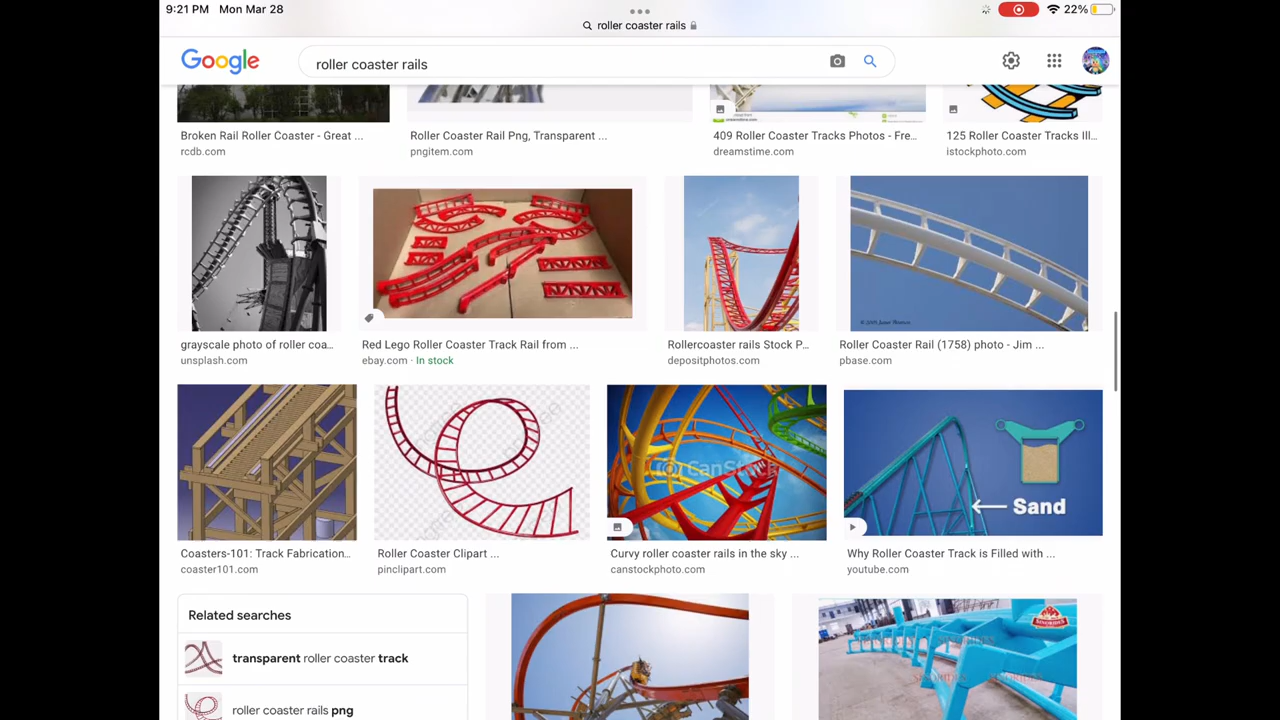 9:21 PM Mon Mar 28
22%
roller coaster rails
Google
roller coaster rails
Broken Rail Roller Coaster - Great ...
rcdb.com
Roller Coaster Rail Png, Transparent ...
pngitem.com
409 Roller Coaster Tracks Photos - Fre...
dreamstime.com
125 Roller Coaster Tracks Ill...
istockphoto.com
grayscale photo of roller coa...
unsplash.com
Red Lego Roller Coaster Track Rail from ...
ebay.com · In stock
Rollercoaster rails Stock P...
depositphotos.com
Roller Coaster Rail (1758) photo - Jim ...
pbase.com
CanStock
Sand
Coasters-101: Track Fabrication...
coaster101.com
Roller Coaster Clipart ...
pinclipart.com
Curvy roller coaster rails in the sky ...
canstockphoto.com
Why Roller Coaster Track is Filled with ...
youtube.com
Related searches
transparent roller coaster track
roller coaster rails png